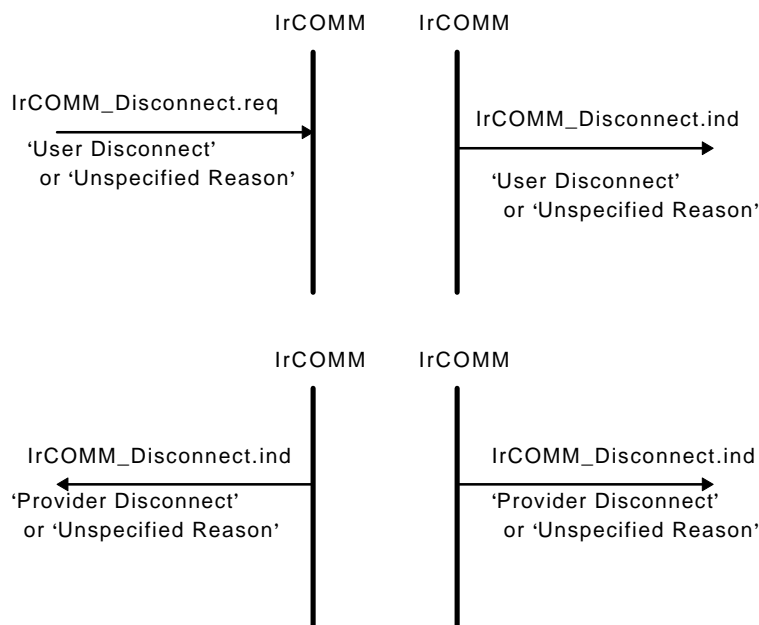 IrCOMM IrCOMM
IrCOMM_Disconnect.req
IrCOMM_Disconnect.ind
‘User Disconnect’
or ‘Unspecified Reason’
‘User Disconnect’
or ‘Unspecified Reason’
IrCOMM IrCOMM
IrCOMM_Disconnect.ind IrCOMM_Disconnect.ind
‘Provider Disconnect’ ‘Provider Disconnect’
or ‘Unspecified Reason’ or ‘Unspecified Reason’